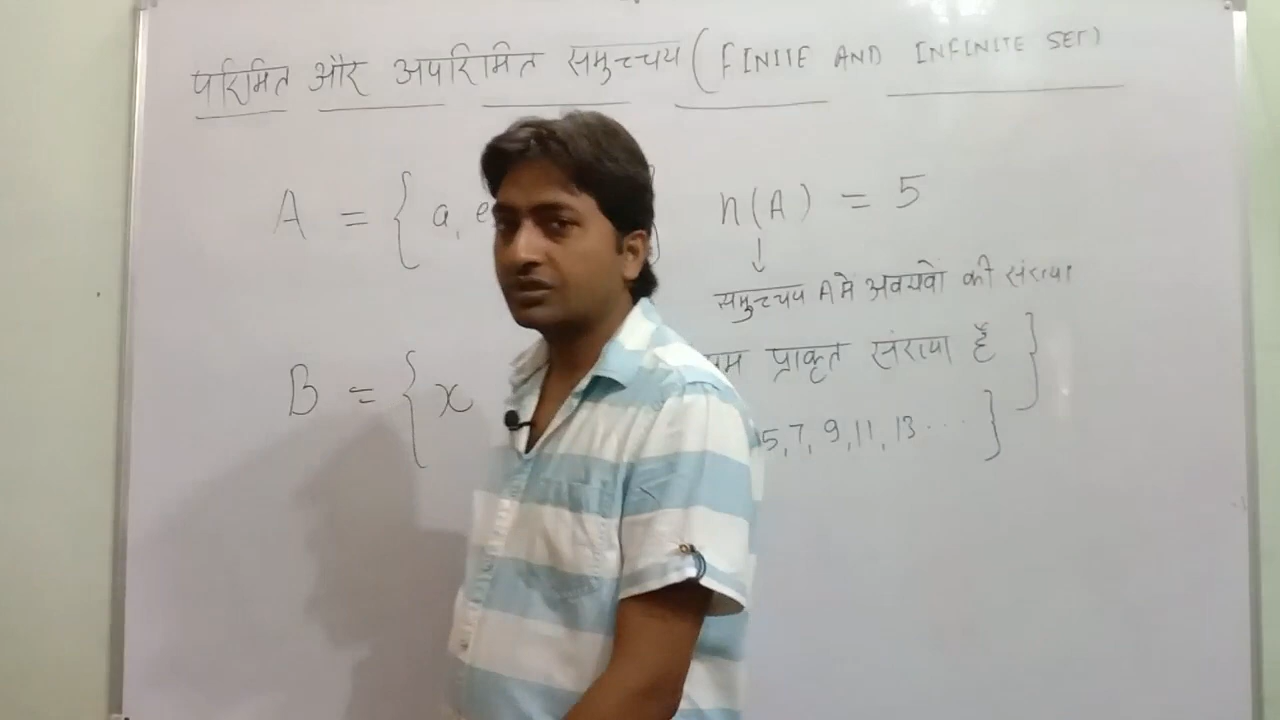 परिमित और अपरिमित समुच्चय ( FINITE AND INFINITE SET)
A = { a, e } n(A) = 5
↓
समुच्चय A मे अवयवो की संख्या
B = { x म प्राकृत संख्या है }
5, 7, 9, 11, 13 .... }